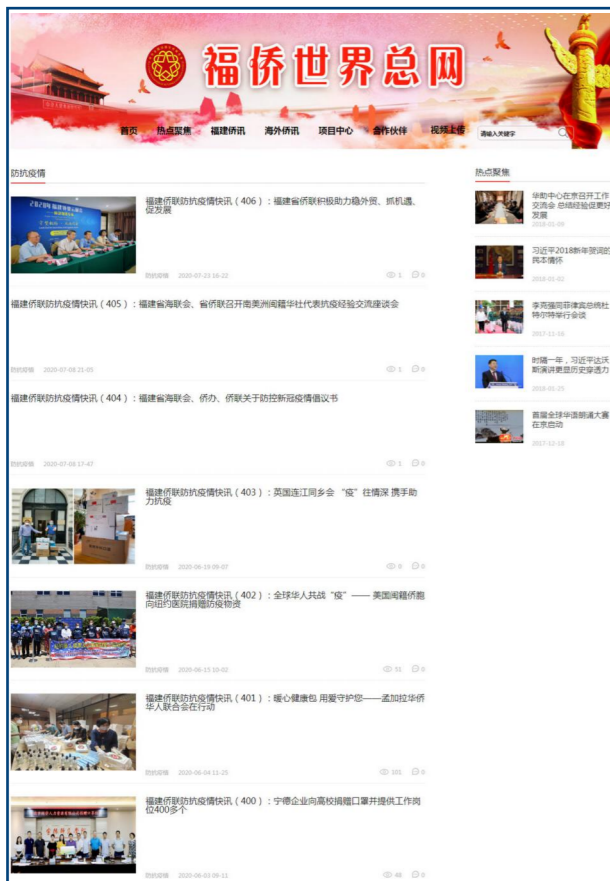 福侨世界总网
首页 热点聚焦 福建侨讯 海外侨讯 项目中心 合作伙伴 视频上传 请输入关键字
防抗疫情
福建侨联防抗疫情快讯（406）：福建省侨联积极助力稳外贸、抓机遇、
促发展
防抗疫情 2020-07-23 16-22 1 0
福建侨联防抗疫情快讯（405）：福建省海联会、省侨联召开南美洲闽籍华社代表抗疫经验交流座谈会
防抗疫情 2020-07-08 21-05 1 0
福建侨联防抗疫情快讯（404）：福建省海联会、侨办、侨联关于防控新冠疫情倡议书
防抗疫情 2020-07-08 17-47 1 0
福建侨联防抗疫情快讯（403）：英国连江同乡会 “疫”往情深 携手助
力抗疫
防抗疫情 2020-06-19 09-07 0
福建侨联防抗疫情快讯（402）：全球华人共战“疫”—— 美国闽籍侨胞
向纽约医院捐赠防疫物资
防抗疫情 2020-06-15 10-02 51 0
福建侨联防抗疫情快讯（401）：暖心健康包 用爱守护您——孟加拉华侨
华人联合会在行动
防抗疫情 2020-06-04 11-25 101 0
福建侨联防抗疫情快讯（400）：宁德企业向高校捐赠口罩并提供工作岗
位400多个
防抗疫情 2020-06-03 09-11 48 0
热点聚焦
华助中心在京召开工作
交流会 总结经验促更好
发展
2018-01-09
习近平2018新年贺词的
民本情怀
2018-01-02
李克强同菲律宾总统杜
特尔特举行会谈
2017-11-16
时隔一年，习近平达沃
斯演讲更显历史穿透力
2018-01-25
首届全球华语朗诵大赛
在京启动
2017-12-19